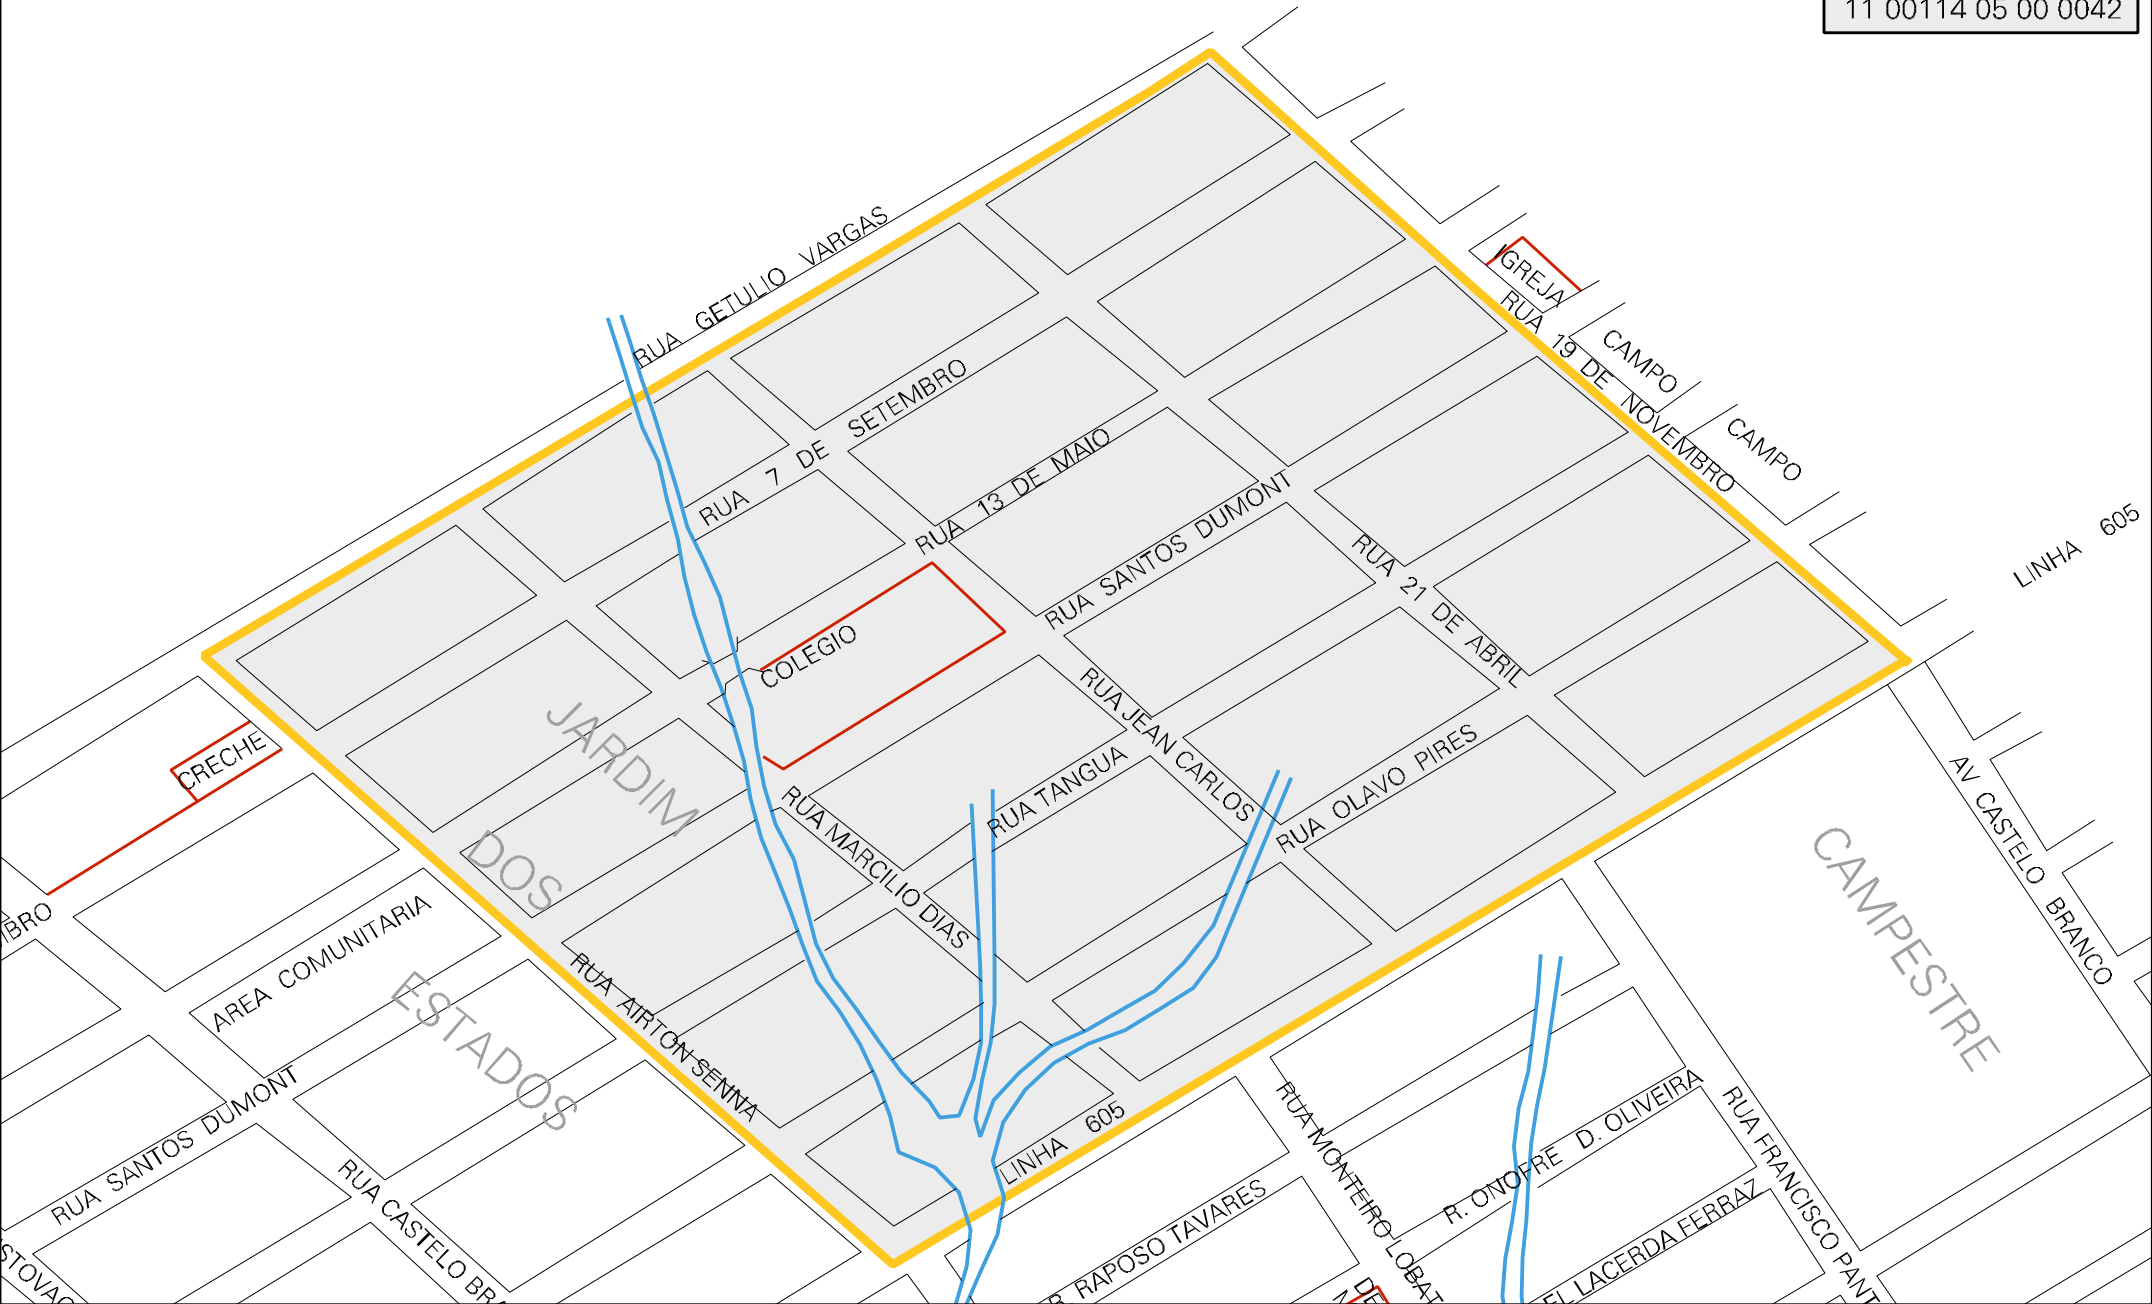 11 00114 05 00 0042
RUA GETULIO VARGAS
IGREJA
RUA 19 DE NOVEMBRO
CAMPO
CAMPO
LINHA 605
RUA 7 DE SETEMBRO
RUA 13 DE MAIO
RUA SANTOS DUMONT
RUA 21 DE ABRIL
COLEGIO
JARDIM
DOS
ESTADOS
CRECHE
RUA JEAN CARLOS
RUA TANGUA
RUA OLAVO PIRES
RUA MARCILIO DIAS
AV CASTELO BRANCO
CAMPESTRE
AREA COMUNITARIA
RUA AIRTON SENNA
LINHA 605
RUA SANTOS DUMONT
RUA CASTELO BRA
R. RAPOSO TAVARES
RUA MONTEIRO LOBAT
R. ONOFRE D. OLIVEIRA
EL LACERDA FERRAZ
RUA FRANCISCO PANT
MBRO
STOVAC